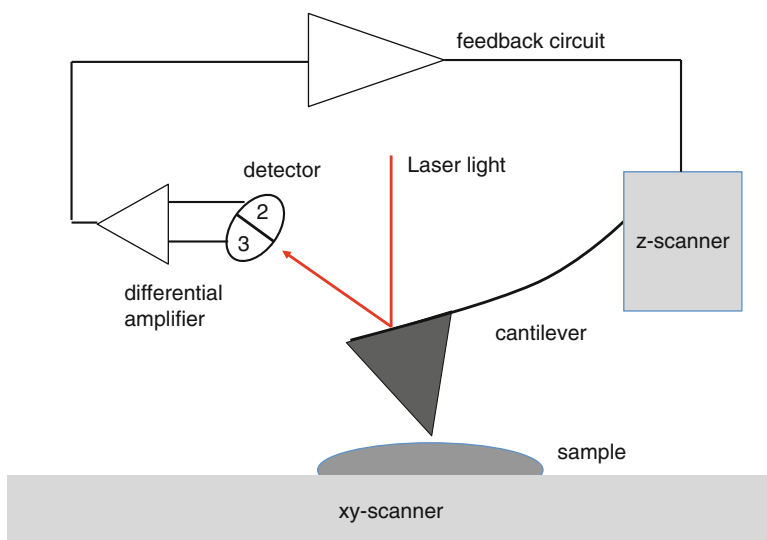 feedback circuit
Laser light
detector
2
3
z-scanner
differential
amplifier
cantilever
sample
xy-scanner